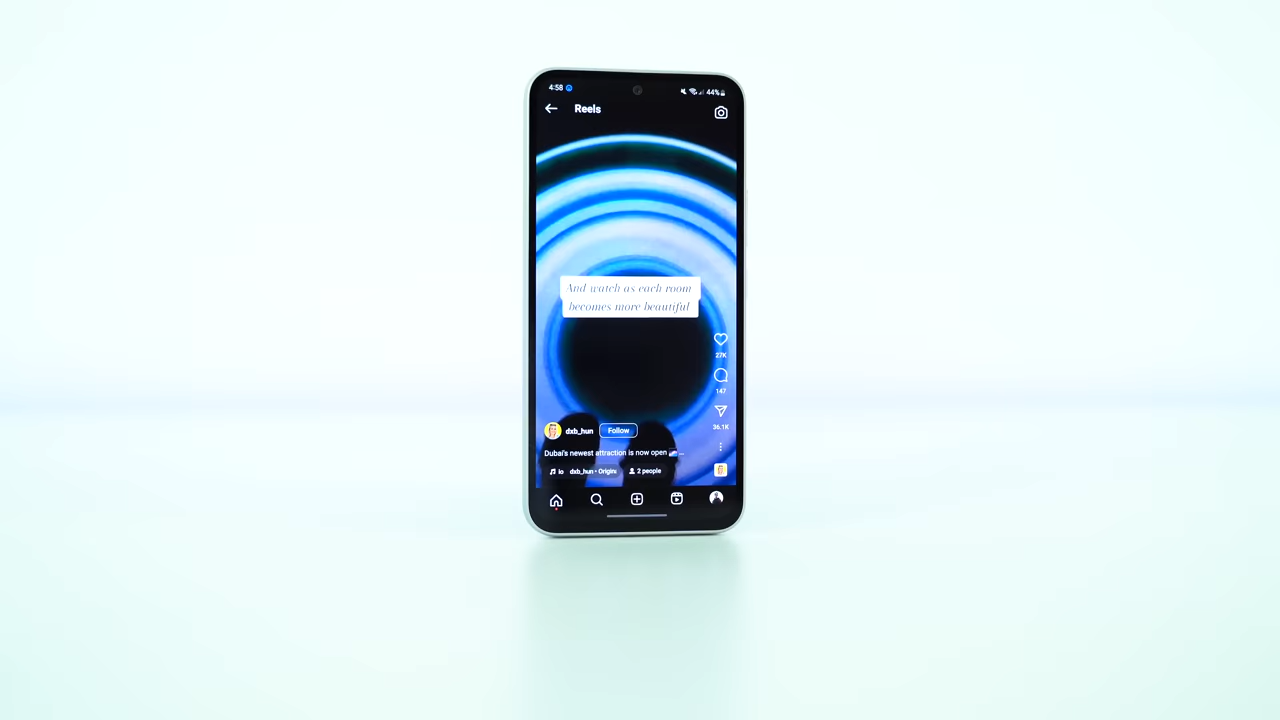 4:58
44%
Reels
And watch as each room
becomes more beautiful
27K
147
36.1K
dxb_hun
Follow
Dubai's newest attraction is now open
dxb_hun • Origin
2 people